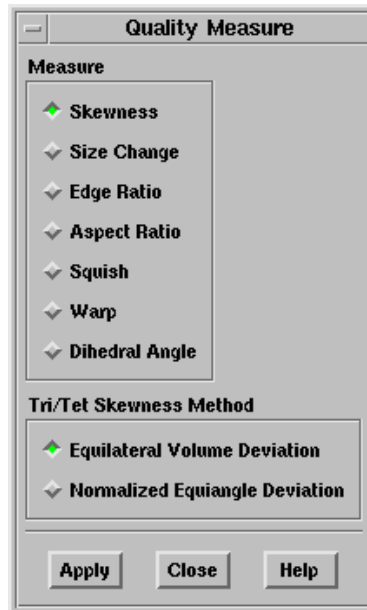 Quality Measure
Measure
Skewness
Size Change
Edge Ratio
Aspect Ratio
Squish
Warp
Dihedral Angle
Tri/Tet Skewness Method
Equilateral Volume Deviation
Normalized Equiangle Deviation
Apply Close Help